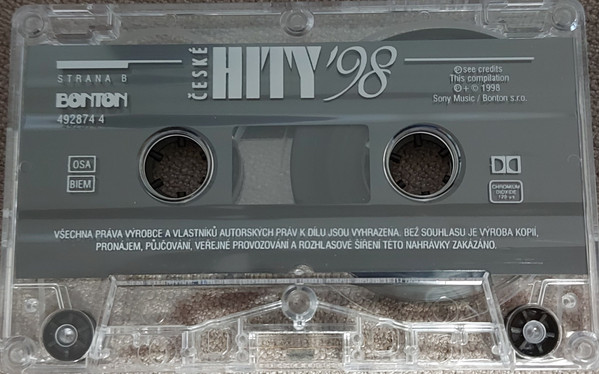 ČESKÉ
HITY '98
STRANA B
BONTON
492874 4
℗ see credits
This compilation
℗ + © 1998
Sony Music / Bonton s.r.o.
OSA
BIEM
CHROMIUM
DIOXIDE
120 µs
VŠECHNA PRÁVA VÝROBCE A VLASTNÍKŮ AUTORSKÝCH PRÁV K DÍLU JSOU VYHRAZENA. BEZ SOUHLASU JE VÝROBA KOPIÍ,
PRONÁJEM, PŮJČOVÁNÍ, VEŘEJNÉ PROVOZOVÁNÍ A ROZHLASOVÉ ŠÍŘENÍ TÉTO NAHRÁVKY ZAKÁZÁNO.